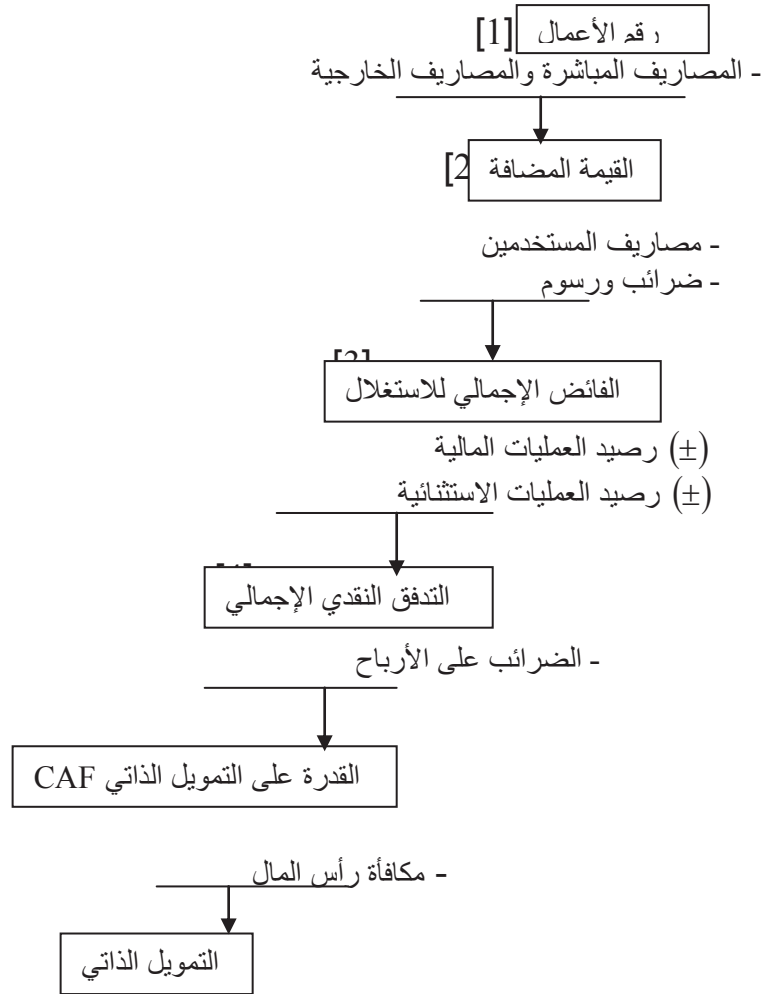 رقم الأعمال [1]
- المصاريف المباشرة والمصاريف الخارجية
القيمة المضافة [2
- مصاريف المستخدمين
- ضرائب ورسوم
الفائض الإجمالي للاستغلال
(±) رصيد العمليات المالية
(±) رصيد العمليات الاستثنائية
التدفق النقدي الإجمالي
- الضرائب على الأرباح
القدرة على التمويل الذاتي CAF
- مكافأة رأس المال
التمويل الذاتي